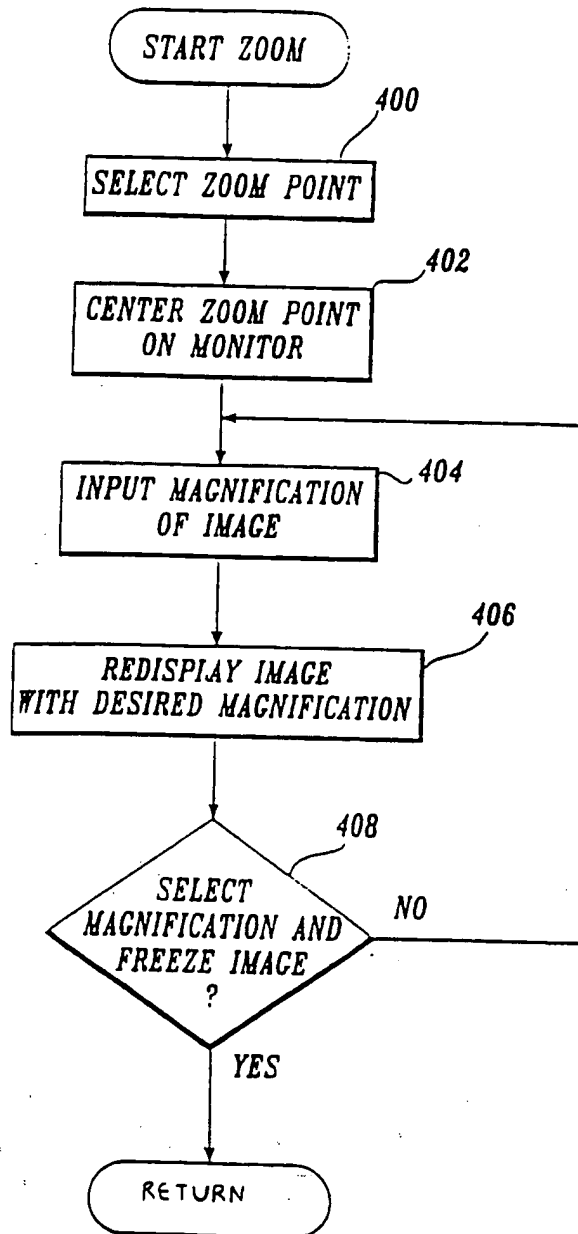 START ZOOM
400
SELECT ZOOM POINT
402
CENTER ZOOM POINT
ON MONITOR
404
INPUT MAGNIFICATION
OF IMAGE
406
REDISPLAY IMAGE
WITH DESIRED MAGNIFICATION
408
SELECT
MAGNIFICATION AND
FREEZE IMAGE
?
NO
YES
RETURN